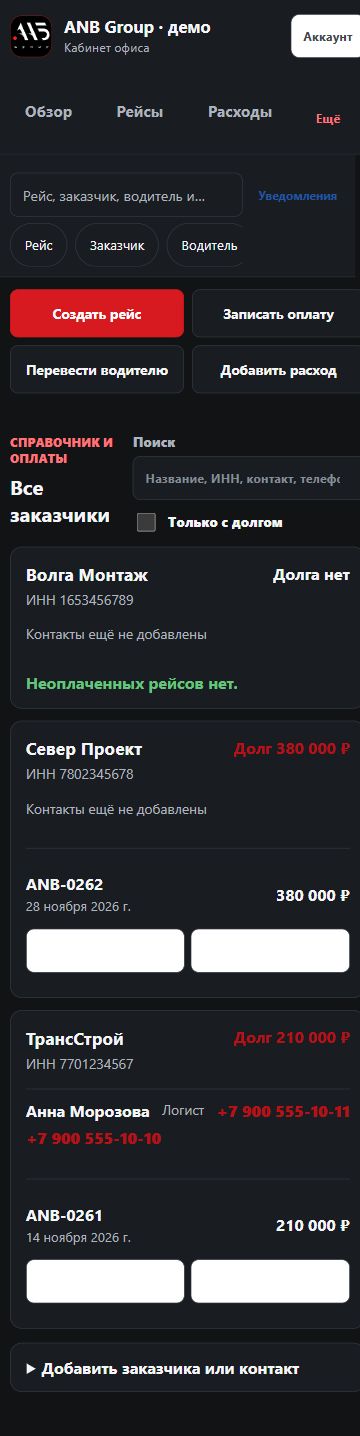 ANB
GROUP
ANB Group · демо
Кабинет офиса
Аккаунт
Обзор Рейсы Расходы Ещё
Рейс, заказчик, водитель и...
Уведомления
Рейс Заказчик Водитель
Создать рейс Записать оплату
Перевести водителю Добавить расход
СПРАВОЧНИК И
ОПЛАТЫ
Все
заказчики
Поиск
Название, ИНН, контакт, телефо
Только с долгом
Волга Монтаж Долга нет
ИНН 1653456789
Контакты ещё не добавлены
Неоплаченных рейсов нет.
Север Проект Долг 380 000 ₽
ИНН 7802345678
Контакты ещё не добавлены
ANB-0262 380 000 ₽
28 ноября 2026 г.
ТрансСтрой Долг 210 000 ₽
ИНН 7701234567
Анна Морозова Логист +7 900 555-10-11
+7 900 555-10-10
ANB-0261 210 000 ₽
14 ноября 2026 г.
▶ Добавить заказчика или контакт